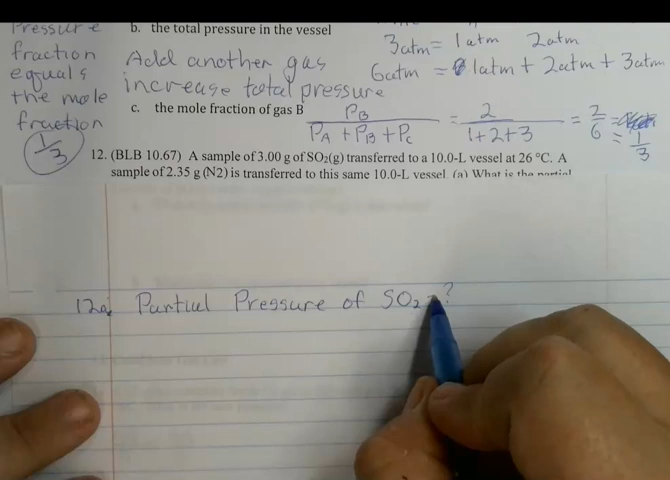 Pressure
fraction
equals
the mole
fraction
1/3
b. the total pressure in the vessel
3atm = 1atm 2atm
Add another gas
increase total pressure
6atm = 1atm + 2atm + 3atm
c. the mole fraction of gas B
PB / PA + PB + PC = 2 / 1+2+3 = 2/6 = 1/3
12. (BLB 10.67) A sample of 3.00 g of SO2(g) transferred to a 10.0-L vessel at 26 °C. A
sample of 2.35 g (N2) is transferred to this same 10.0-L vessel. (a) What is the partial
12a. Partial Pressure of SO2 = ?